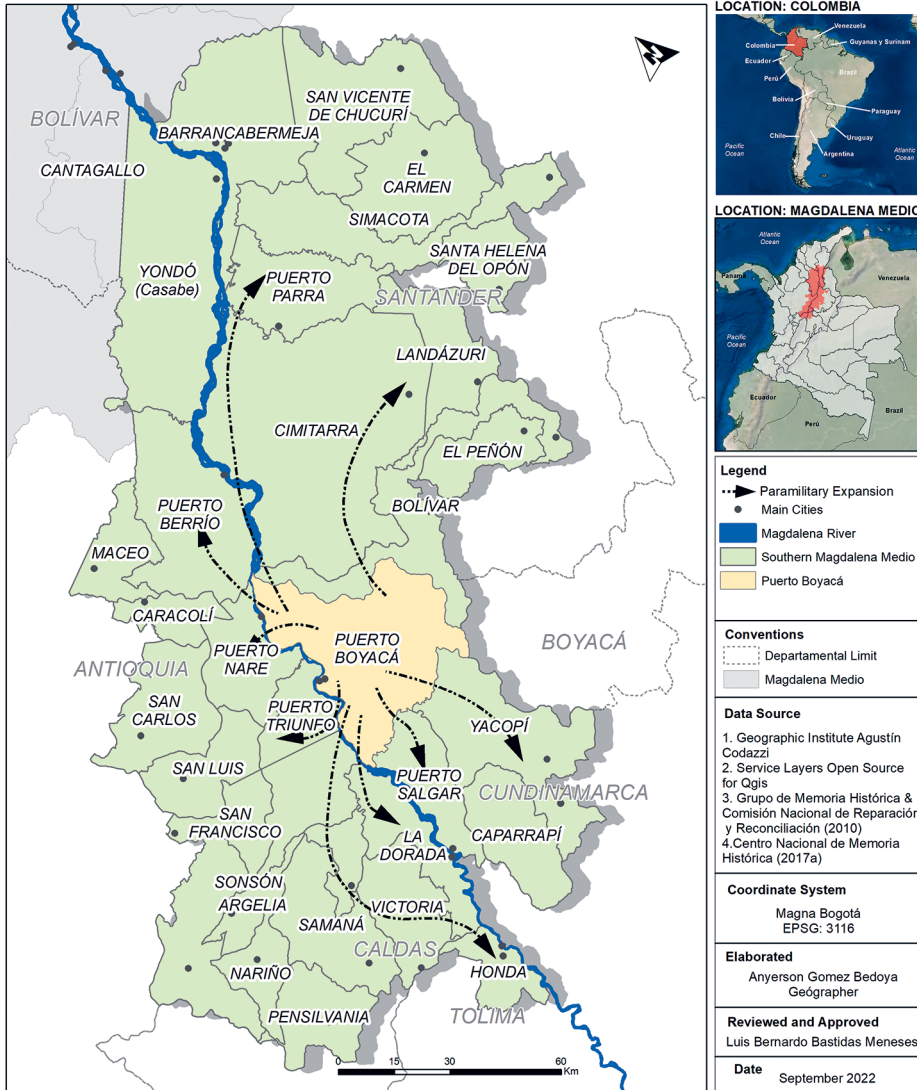 BOLÍVAR
CANTAGALLO
BARRANCABERMEJA
SAN VICENTE
DE CHUCURÍ
EL
CARMEN
SIMACOTA
SANTA HELENA
DEL OPÓN
YONDÓ
(Casabe)
PUERTO
PARRA
SANTANDER
LANDÁZURI
CIMITARRA
EL PEÑÓN
BOLÍVAR
PUERTO
BERRÍO
MACEO
CARACOLÍ
PUERTO
NARE
PUERTO
BOYACÁ
BOYACÁ
ANTIOQUIA
SAN
CARLOS
PUERTO
TRIUNFO
YACOPÍ
SAN LUIS
PUERTO
SALGAR
CUNDINAMARCA
SAN
FRANCISCO
LA
DORADA
CAPARRAPÍ
SONSÓN
ARGELIA
SAMANÁ
VICTORIA
CALDAS
NARIÑO
HONDA
PENSILVANIA
TOLIMA
0 15 30 60
Km
N
LOCATION: COLOMBIA
Venezuela
Colombia
Guyanas y Surinam
Ecuador
Perú
Brazil
Bolivia
Paraguay
Chile
Uruguay
Argentina
Pacific
Ocean
Atlantic
Ocean
LOCATION: MAGDALENA MEDIO
Atlantic
Ocean
Panamá
Venezuela
Pacific
Ocean
Ecuador
Perú
Brazil
Legend
Paramilitary Expansion
Main Cities
Magdalena River
Southern Magdalena Medio
Puerto Boyacá
Conventions
Departamental Limit
Magdalena Medio
Data Source
1. Geographic Institute Agustín
Codazzi
2. Service Layers Open Source
for Qgis
3. Grupo de Memoria Histórica &
Comisión Nacional de Reparación
y Reconciliación (2010)
4.Centro Nacional de Memoria
Histórica (2017a)
Coordinate System
Magna Bogotá
EPSG: 3116
Elaborated
Anyerson Gomez Bedoya
Geógrapher
Reviewed and Approved
Luis Bernardo Bastidas Meneses
Date
September 2022